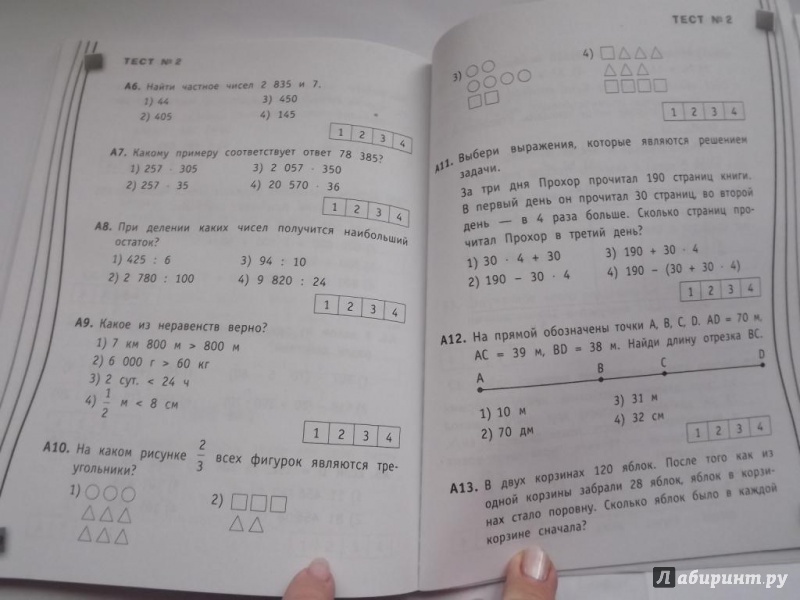 ТЕСТ № 2
А6. Найти частное чисел 2 835 и 7.
1) 44 3) 450
2) 405 4) 145
1 2 3 4
А7. Какому примеру соответствует ответ 78 385?
1) 257 · 305 3) 2 057 · 350
2) 257 · 35 4) 20 570 · 36
1 2 3 4
А8. При делении каких чисел получится наибольший
остаток?
1) 425 : 6 3) 94 : 10
2) 2 780 : 100 4) 9 820 : 24
1 2 3 4
А9. Какое из неравенств верно?
1) 7 км 800 м > 800 м
2) 6 000 г > 60 кг
3) 2 сут. < 24 ч
4) 1/2 м < 8 см
1 2 3 4
А10. На каком рисунке 2/3 всех фигурок являются тре-
угольники?
1) 2)
ТЕСТ № 2
3) 4)
1 2 3 4
А11. Выбери выражения, которые являются решением
задачи.
За три дня Прохор прочитал 190 страниц книги.
В первый день он прочитал 30 страниц, во второй
день — в 4 раза больше. Сколько страниц про-
читал Прохор в третий день?
1) 30 · 4 + 30 3) 190 + 30 · 4
2) 190 − 30 · 4 4) 190 − (30 + 30 · 4)
1 2 3 4
А12. На прямой обозначены точки A, B, C, D. AD = 70 м,
AC = 39 м, BD = 38 м. Найди длину отрезка BC.
A B C D
1) 10 м 3) 31 м
2) 70 дм 4) 32 см
1 2 3 4
А13. В двух корзинах 120 яблок. После того как из
одной корзины забрали 28 яблок, яблок в корзи-
нах стало поровну. Сколько яблок было в каждой
корзине сначала?
Лабиринт.ру